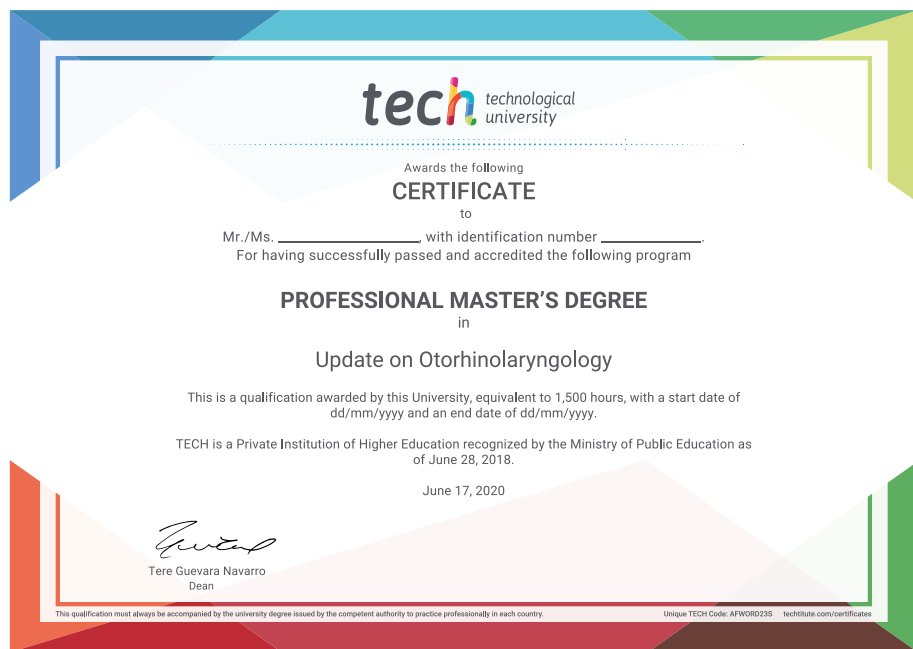 tech technological
university
Awards the following
CERTIFICATE
to
Mr./Ms. ____________________, with identification number ______________.
For having successfully passed and accredited the following program
PROFESSIONAL MASTER'S DEGREE
in
Update on Otorhinolaryngology
This is a qualification awarded by this University, equivalent to 1,500 hours, with a start date of
dd/mm/yyyy and an end date of dd/mm/yyyy.
TECH is a Private Institution of Higher Education recognized by the Ministry of Public Education as
of June 28, 2018.
June 17, 2020
Tere Guevara Navarro
Dean
This qualification must always be accompanied by the university degree issued by the competent authority to practice professionally in each country. Unique TECH Code: AFWORD23S techtitute.com/certificates